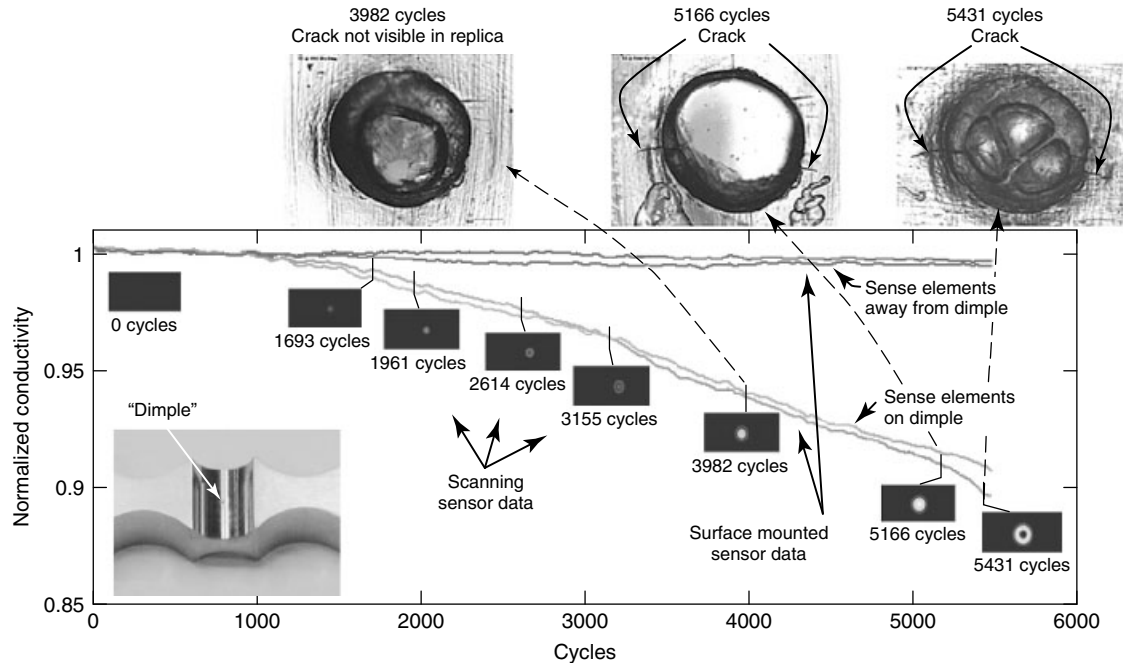 3982 cycles
Crack not visible in replica
5166 cycles
Crack
5431 cycles
Crack
Normalized conductivity
1
0.95
0.9
0.85
0 cycles
1693 cycles
1961 cycles
2614 cycles
3155 cycles
3982 cycles
5166 cycles
5431 cycles
Sense elements
away from dimple
Sense elements
on dimple
"Dimple"
Scanning
sensor data
Surface mounted
sensor data
0
1000
2000
3000
4000
5000
6000
Cycles